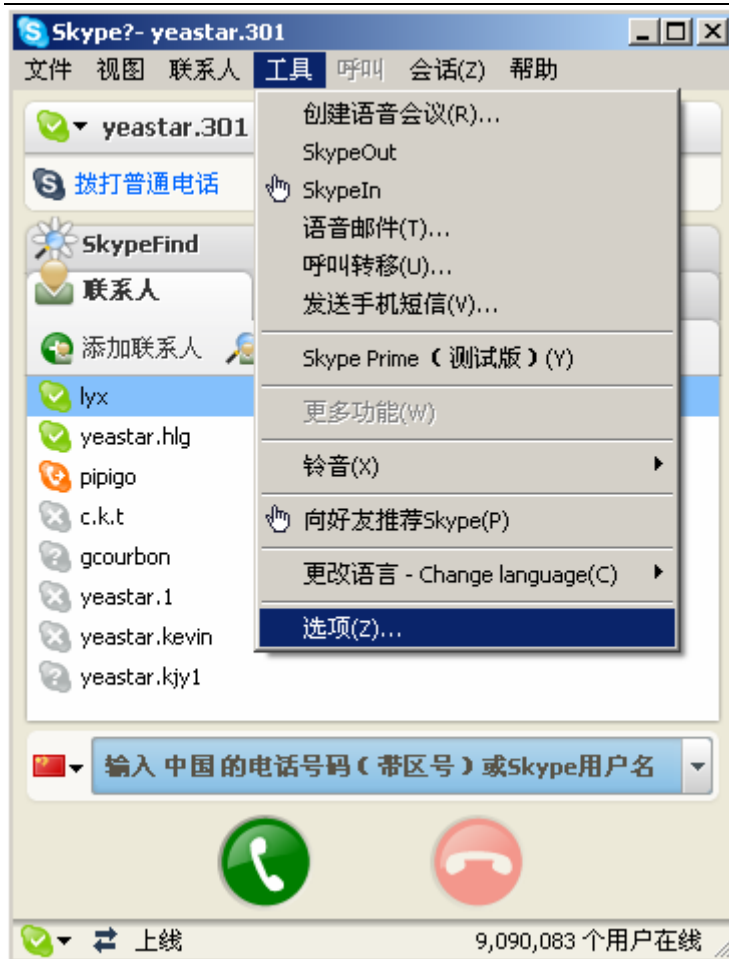 Skype?- yeastar.301
文件 视图 联系人 工具 呼叫 会话(Z) 帮助
yeastar.301
拨打普通电话
SkypeFind
联系人
添加联系人
lyx
yeastar.hlg
pipigo
c.k.t
gcourbon
yeastar.1
yeastar.kevin
yeastar.kjy1
创建语音会议(R)...
SkypeOut
SkypeIn
语音邮件(T)...
呼叫转移(U)...
发送手机短信(V)...
Skype Prime （测试版）(Y)
更多功能(W)
铃音(X)
向好友推荐Skype(P)
更改语言 - Change language(C)
选项(Z)...
输入 中国 的电话号码（带区号）或Skype用户名
上线 9,090,083 个用户在线